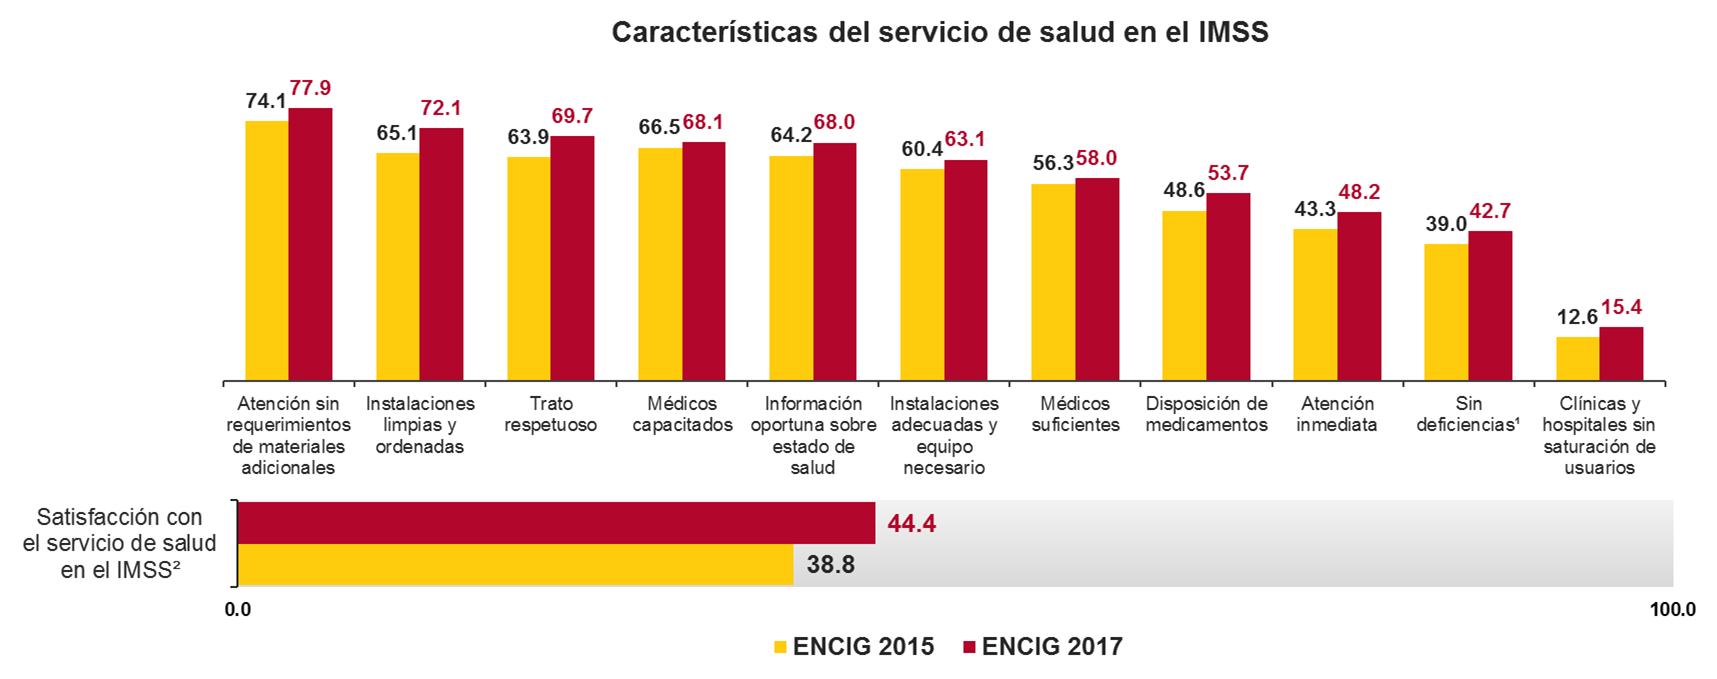 Características del servicio de salud en el IMSS
74.1 77.9
65.1 72.1
63.9 69.7
66.5 68.1
64.2 68.0
60.4 63.1
56.3 58.0
48.6 53.7
43.3 48.2
39.0 42.7
12.6 15.4
Atención sin
requerimientos
de materiales
adicionales
Instalaciones
limpias y
ordenadas
Trato
respetuoso
Médicos
capacitados
Información
oportuna sobre
estado de
salud
Instalaciones
adecuadas y
equipo
necesario
Médicos
suficientes
Disposición de
medicamentos
Atención
inmediata
Sin
deficiencias¹
Clínicas y
hospitales sin
saturación de
usuarios
Satisfacción con
el servicio de salud
en el IMSS²
44.4
38.8
0.0 100.0
ENCIG 2015 ENCIG 2017